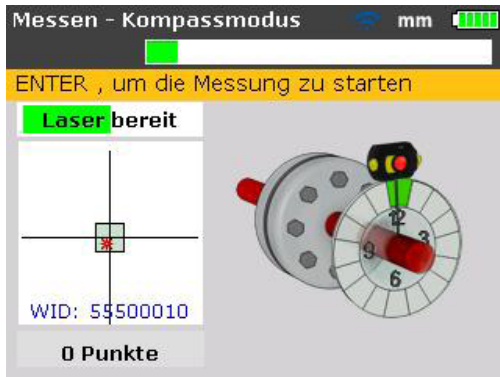 Messen - Kompassmodus mm
ENTER , um die Messung zu starten
Laser bereit
WID: 55500010
0 Punkte
12
3
6
9